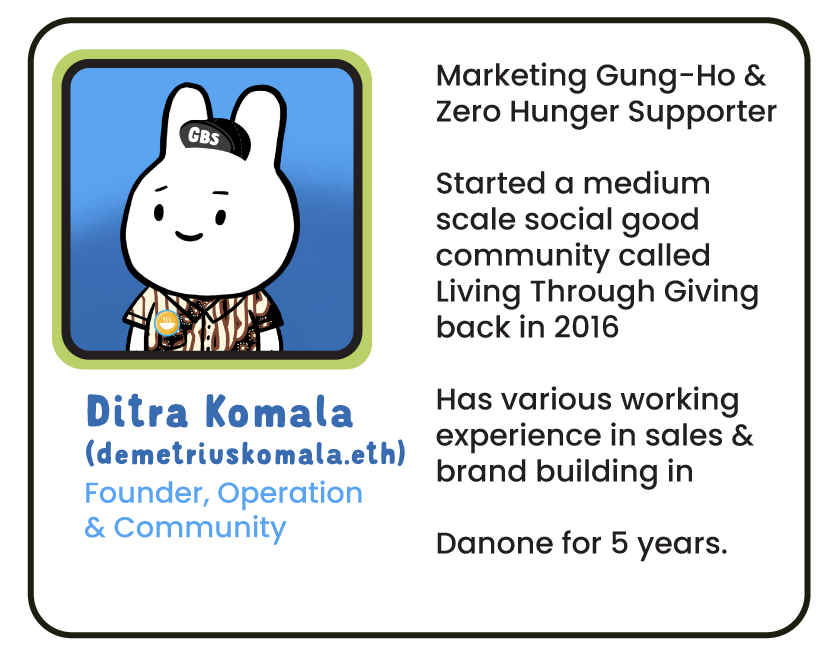 GBS
Ditra Komala
(demetriuskomala.eth)
Founder, Operation
& Community
Marketing Gung-Ho &
Zero Hunger Supporter
Started a medium
scale social good
community called
Living Through Giving
back in 2016
Has various working
experience in sales &
brand building in
Danone for 5 years.